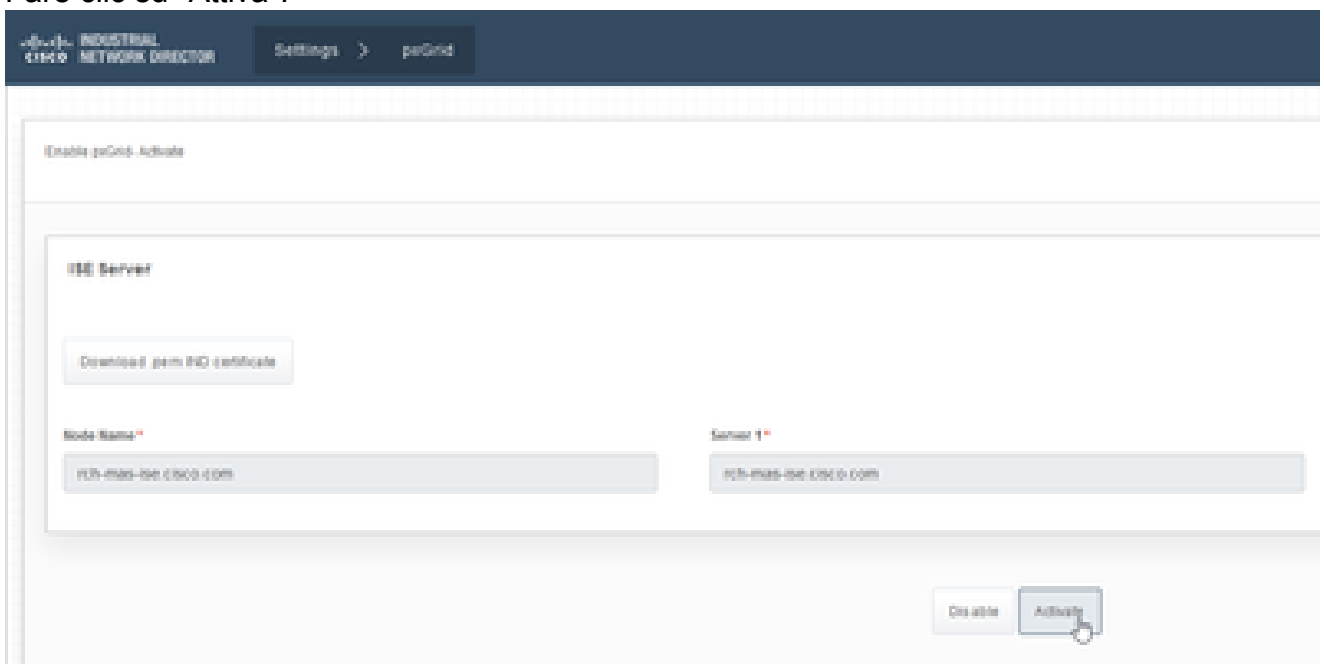 Fare clic su "Attiva".
CISCO INDUSTRIAL NETWORK DIRECTOR
Settings > pxGrid
Enable pxGrid- Activate
ISE Server
Download .pem IND certificate
Node Name*
Server 1*
rch-mas-ise.cisco.com
rch-mas-ise.cisco.com
Disable
Activate